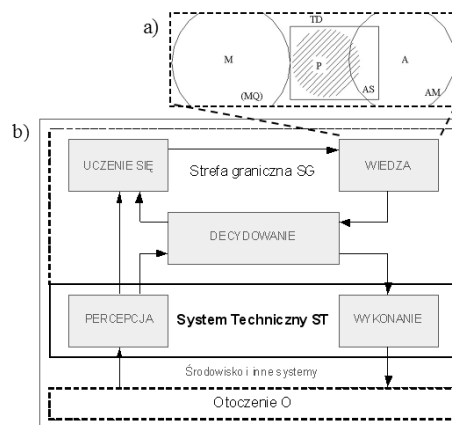 a)
TD
M
P
A
(MQ)
AS
AM
b)
UCZENIE SIĘ
Strefa graniczna SG
WIEDZA
DECYDOWANIE
PERCEPCJA
System Techniczny ST
WYKONANIE
Środowisko i inne systemy
Otoczenie O